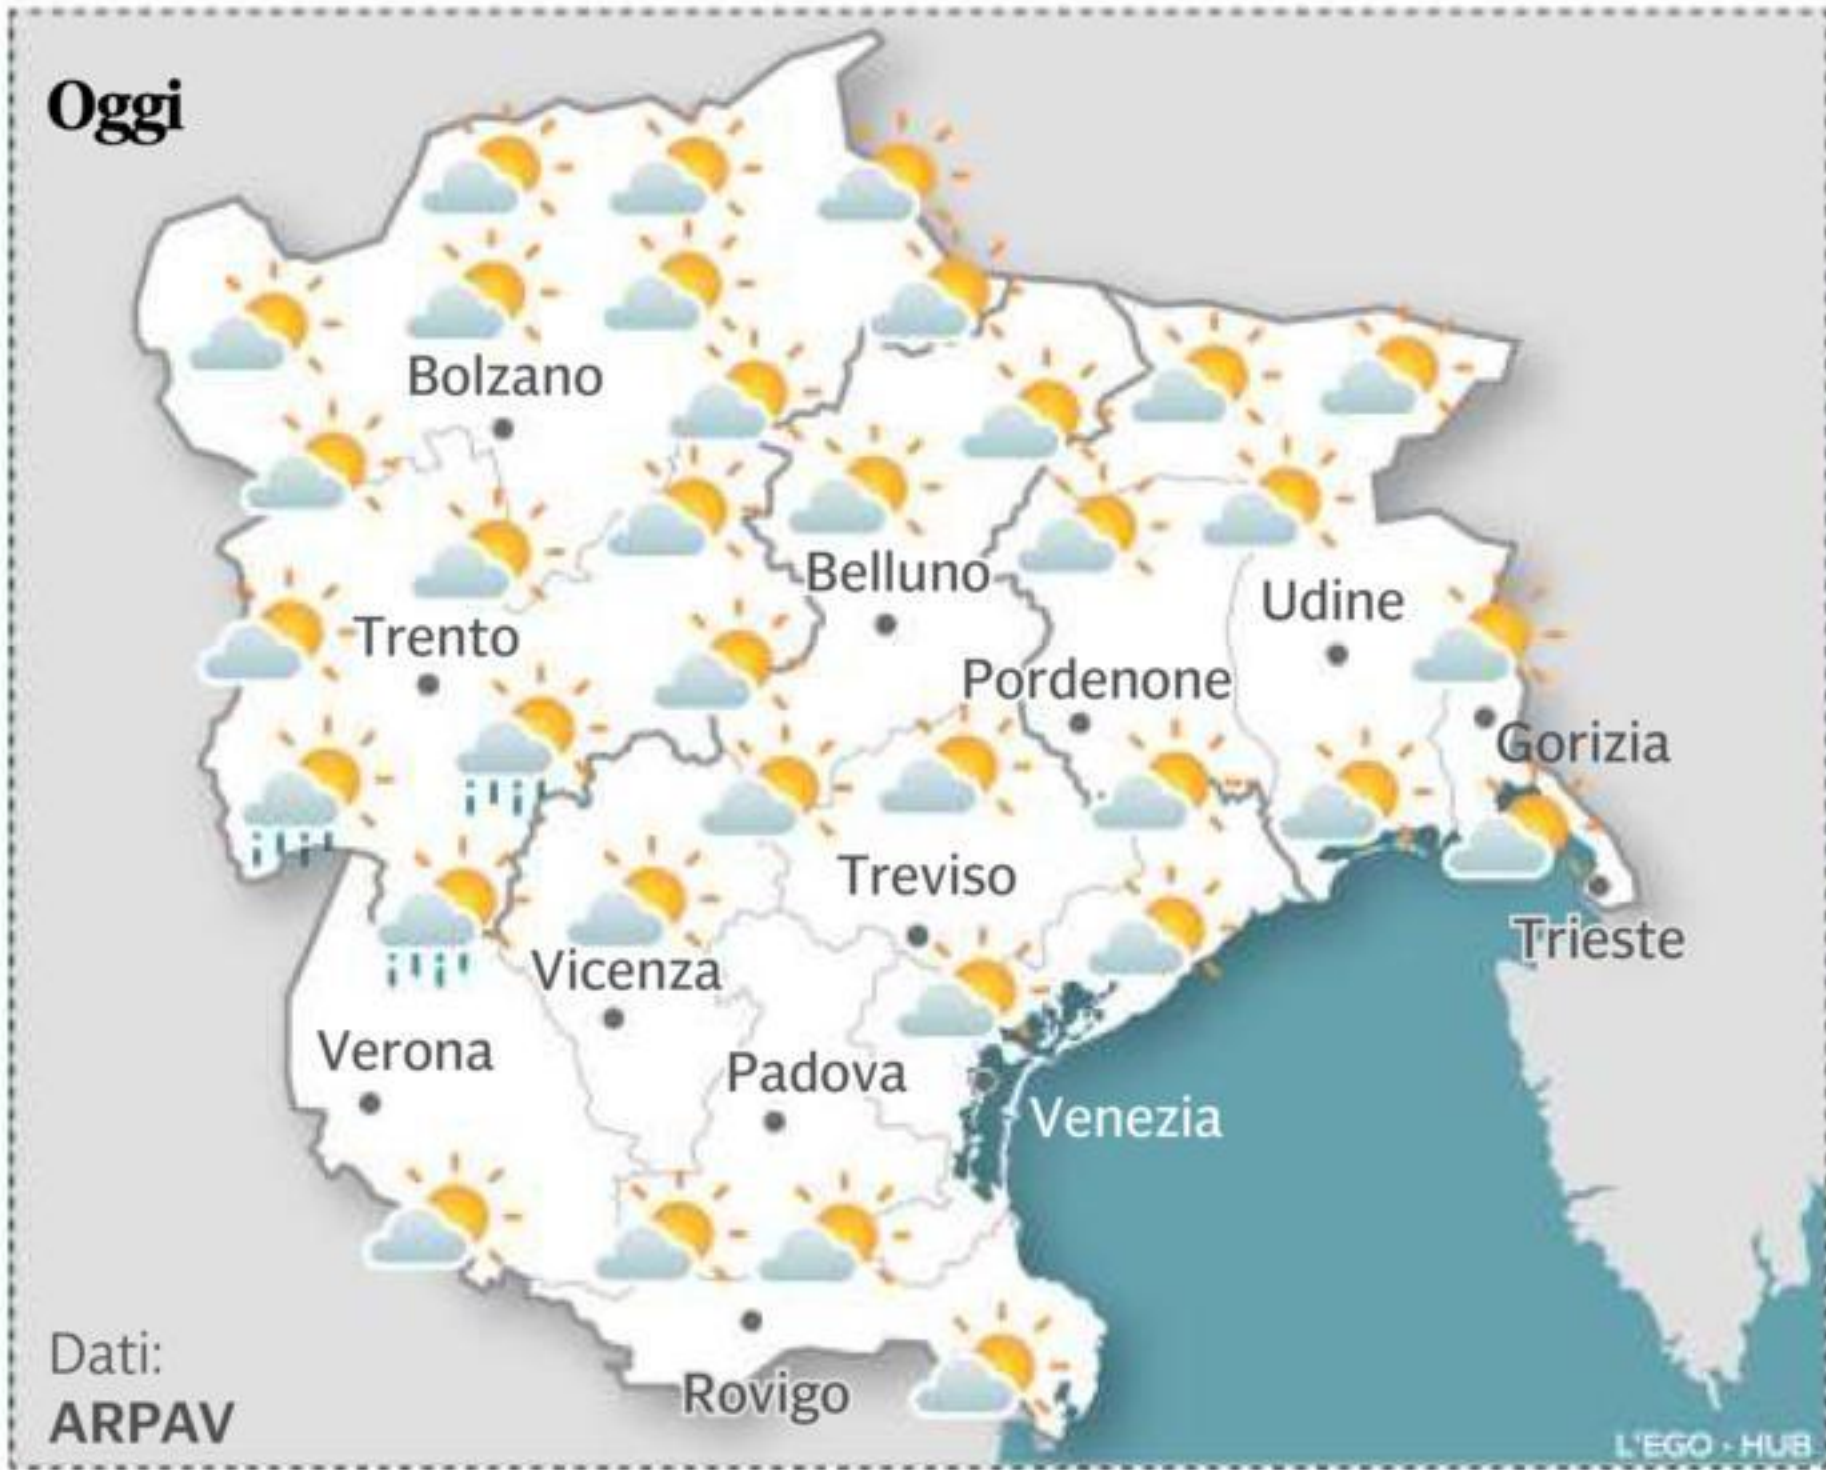 Oggi
Bolzano
Belluno
Udine
Trento
Pordenone
Gorizia
Treviso
Trieste
Vicenza
Verona
Padova
Venezia
Dati:
ARPAV
Rovigo
L'EGO - HUB